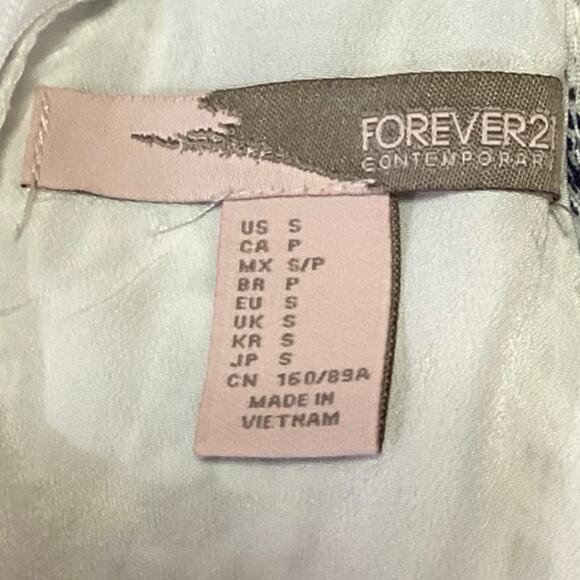 FOREVER21
CONTEMPORARY
US S
CA P
MX S/P
BR P
EU S
UK S
KR S
JP S
CN 160/89A
MADE IN
VIETNAM